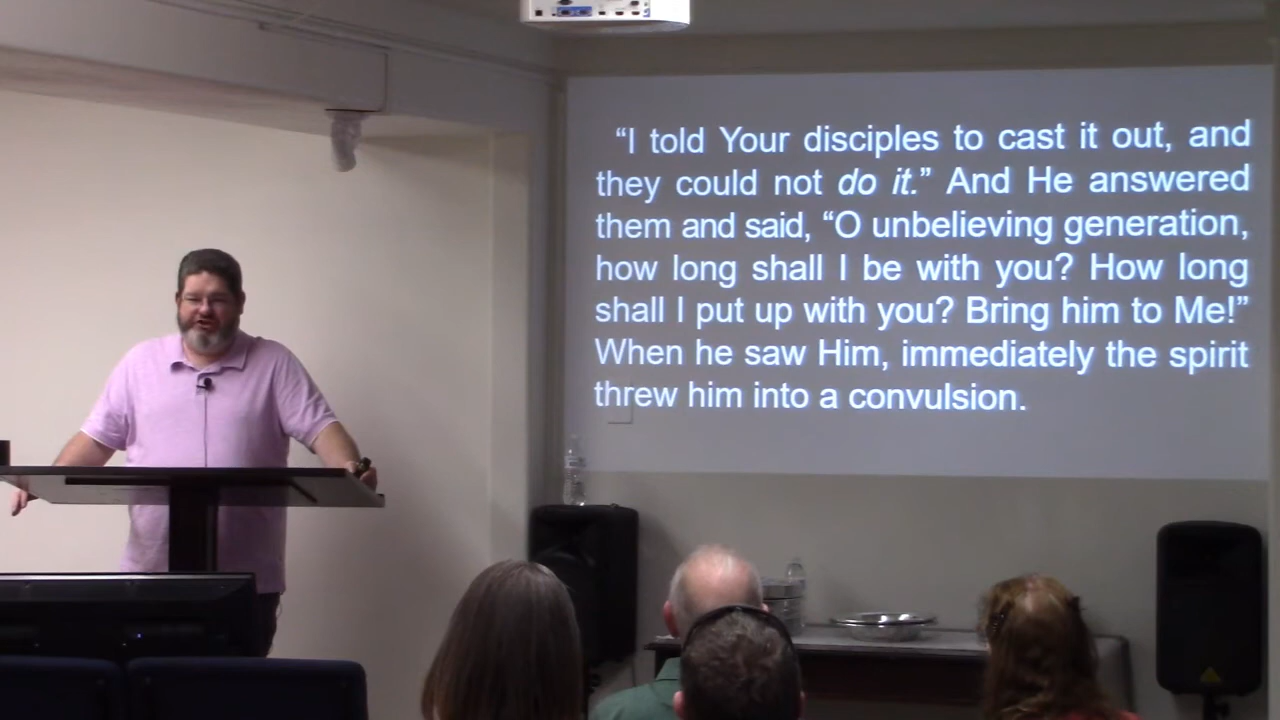 “I told Your disciples to cast it out, and
they could not do it.” And He answered
them and said, “O unbelieving generation,
how long shall I be with you? How long
shall I put up with you? Bring him to Me!”
When he saw Him, immediately the spirit
threw him into a convulsion.